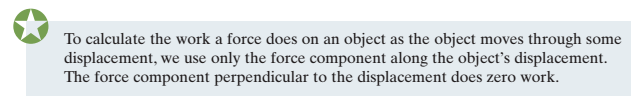 To calculate the work a force does on an object as the object moves through some
displacement, we use only the force component along the object's displacement.
The force component perpendicular to the displacement does zero work.